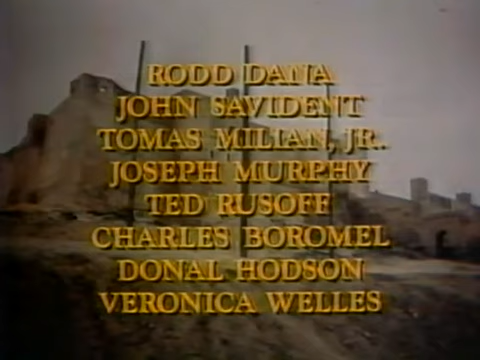 RODD DANA
JOHN SAVIDENT
TOMAS MILIAN, JR.
JOSEPH MURPHY
TED RUSOFF
CHARLES BOROMEL
DONAL HODSON
VERONICA WELLES